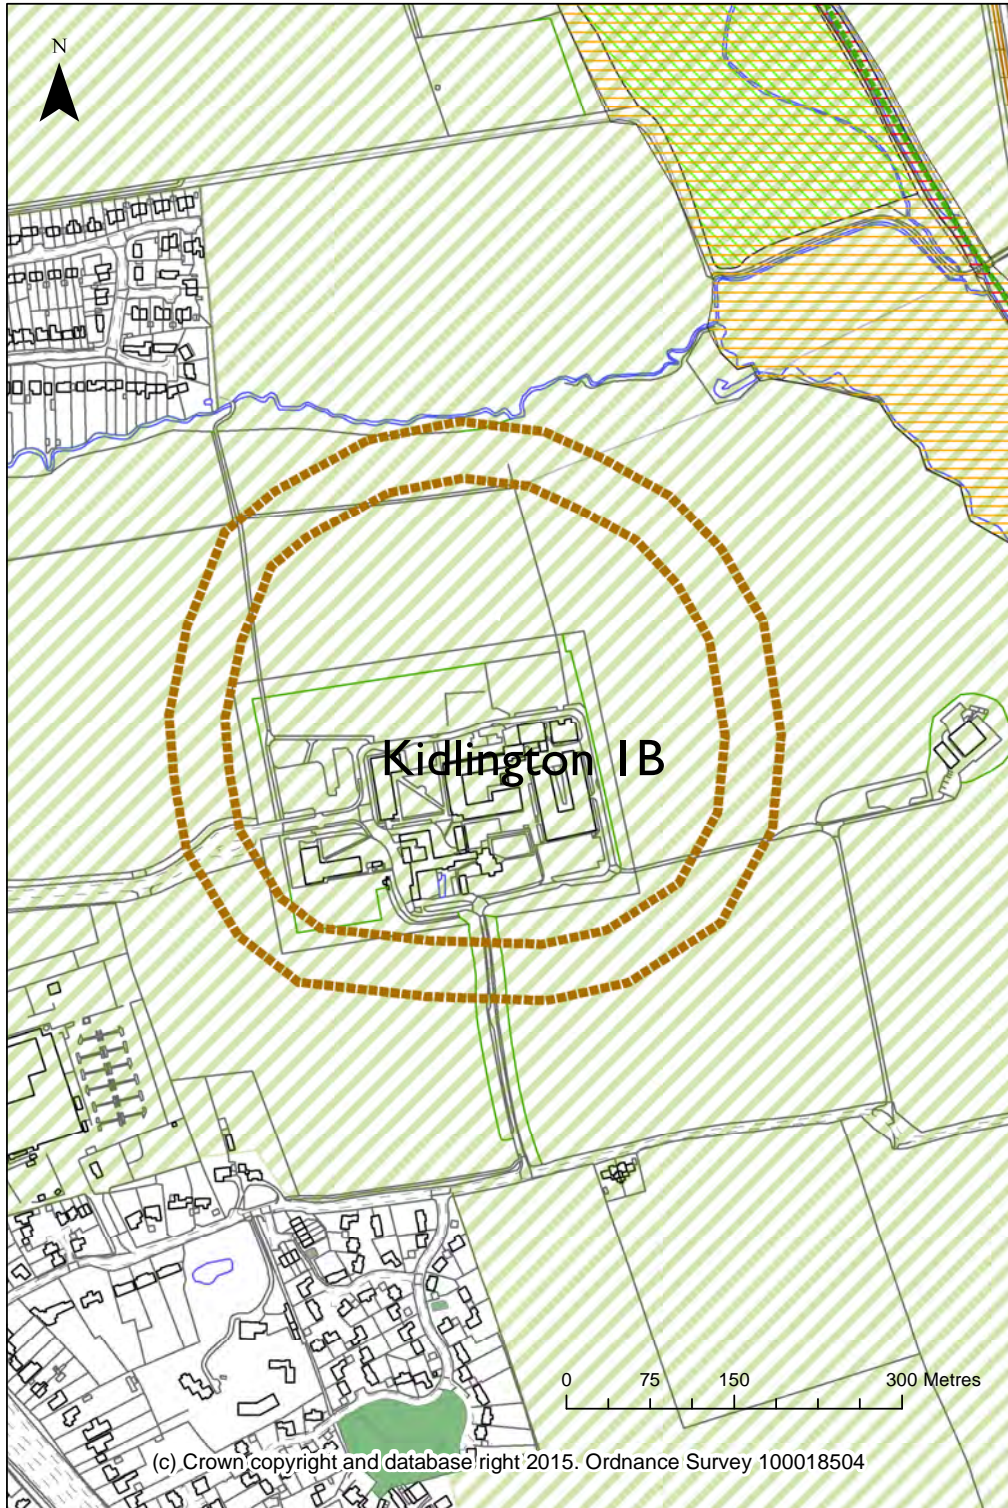 N
Kidlington 1B
0 75 150 300 Metres
(c) Crown copyright and database right 2015. Ordnance Survey 100018504